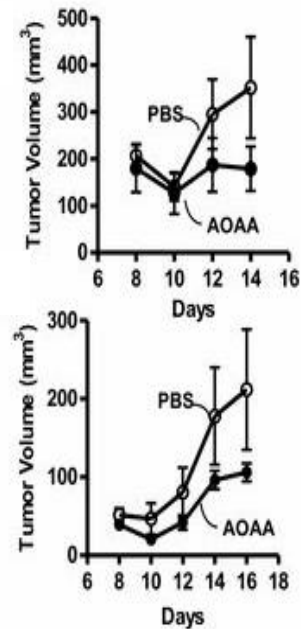 Tumor Volume (mm³)
500
400
300
200
100
0
PBS
AOAA
6 8 10 12 14 16
Days
Tumor Volume (mm³)
300
200
100
0
PBS
AOAA
6 8 10 12 14 16 18
Days